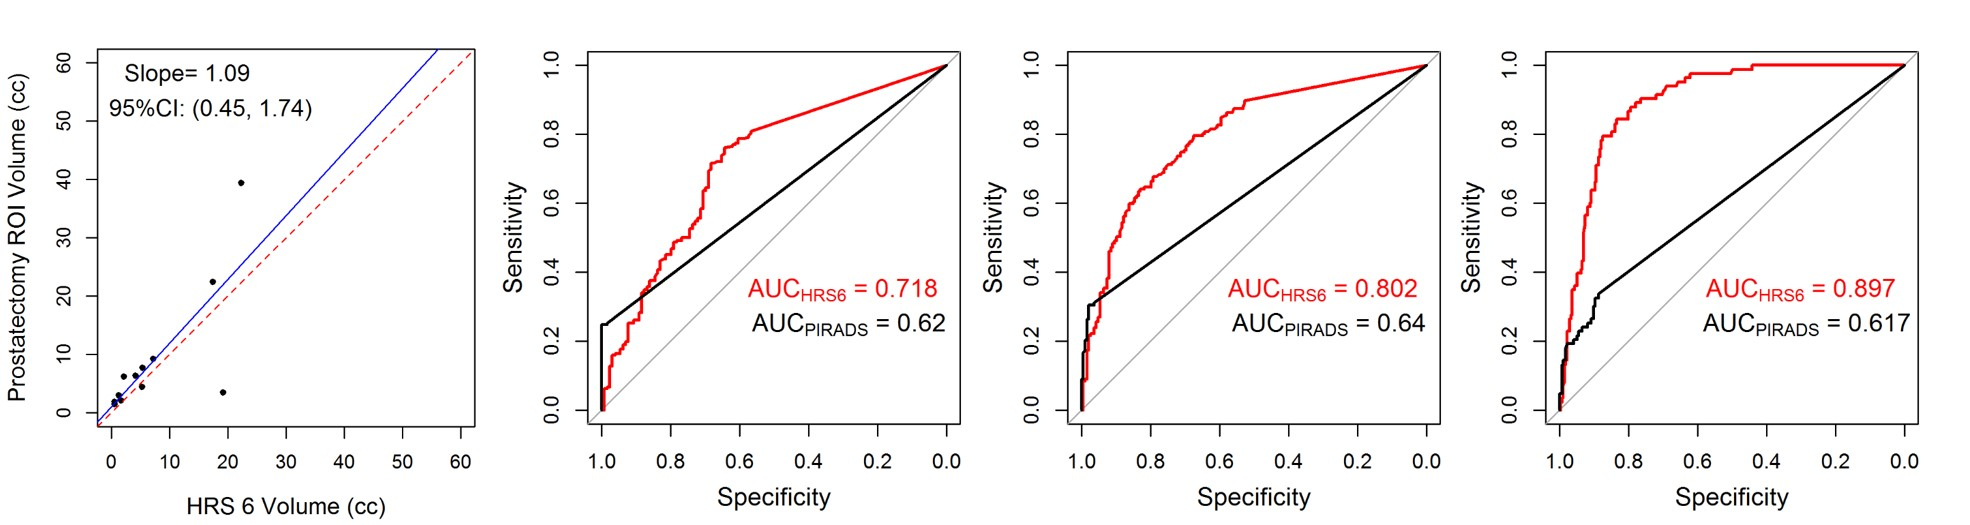 Slope= 1.09
95%CI: (0.45, 1.74)
Prostatectomy ROI Volume (cc)
60
50
40
30
20
10
0
0 10 20 30 40 50 60
HRS 6 Volume (cc)
Sensitivity
1.0
0.8
0.6
0.4
0.2
0.0
AUCHRS6 = 0.718
AUCPIRADS = 0.62
1.0 0.8 0.6 0.4 0.2 0.0
Specificity
Sensitivity
1.0
0.8
0.6
0.4
0.2
0.0
AUCHRS6 = 0.802
AUCPIRADS = 0.64
1.0 0.8 0.6 0.4 0.2 0.0
Specificity
Sensitivity
1.0
0.8
0.6
0.4
0.2
0.0
AUCHRS6 = 0.897
AUCPIRADS = 0.617
1.0 0.8 0.6 0.4 0.2 0.0
Specificity